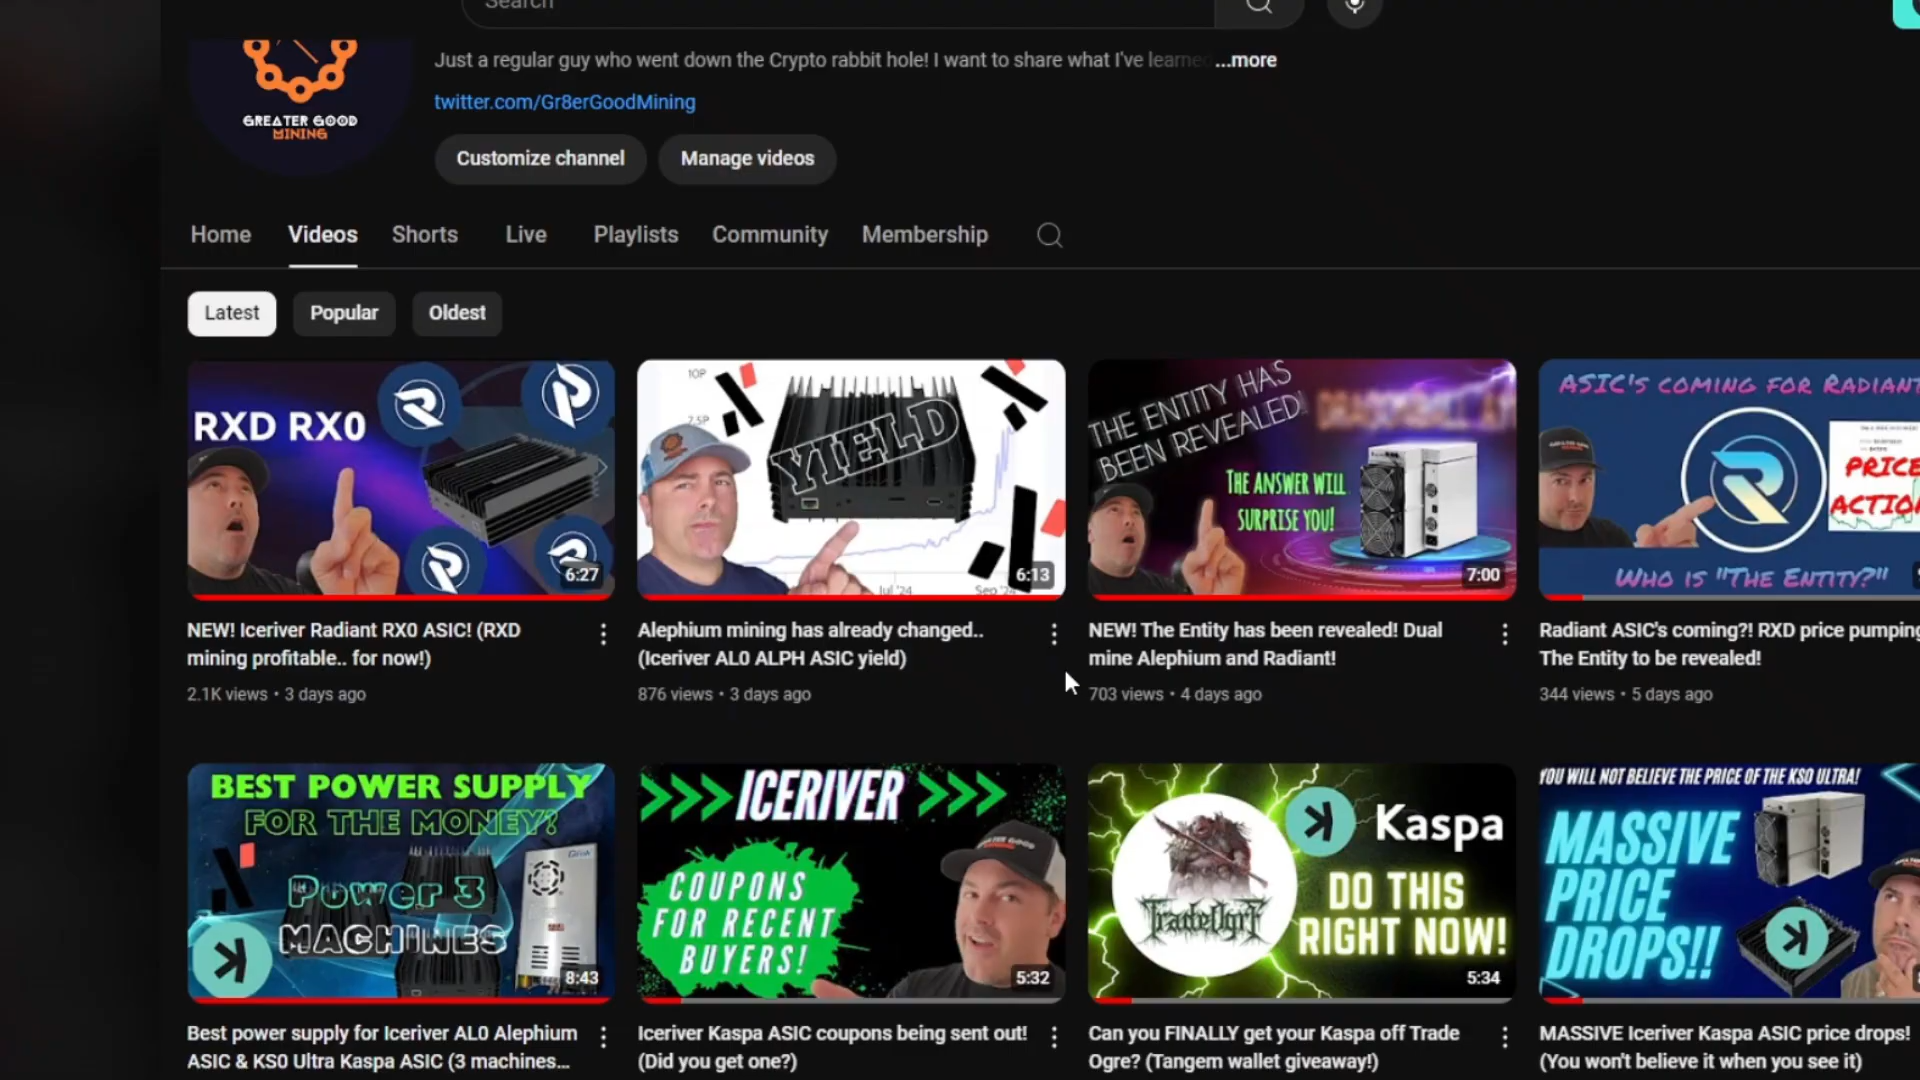 Search
Just a regular guy who went down the Crypto rabbit hole! I want to share what I've learne ...more
GREATER GOOD
MINING
twitter.com/Gr8erGoodMining
Customize channel
Manage videos
Home
Videos
Shorts
Live
Playlists
Community
Membership
Latest
Popular
Oldest
RXD RX0
6:27
10P
7.5P
YIELD
Jul '24
Sep '24
6:13
THE ENTITY HAS
BEEN REVEALED!
THE ANSWER WILL
SURPRISE YOU!
7:00
ASIC'S COMING FOR RADIANT
PRICE
ACTION
WHO IS "THE ENTITY?"
NEW! Iceriver Radiant RX0 ASIC! (RXD
mining profitable.. for now!)
2.1K views • 3 days ago
Alephium mining has already changed..
(Iceriver AL0 ALPH ASIC yield)
876 views • 3 days ago
NEW! The Entity has been revealed! Dual
mine Alephium and Radiant!
703 views • 4 days ago
Radiant ASIC's coming?! RXD price pumping
The Entity to be revealed!
344 views • 5 days ago
BEST POWER SUPPLY
FOR THE MONEY?
Power 3
MACHINES
8:43
>>>ICERIVER>>>
COUPONS
FOR RECENT
BUYERS!
5:32
Kaspa
TradeOgre
DO THIS
RIGHT NOW!
5:34
YOU WILL NOT BELIEVE THE PRICE OF THE KS0 ULTRA!
MASSIVE
PRICE
DROPS!!
Best power supply for Iceriver AL0 Alephium
ASIC & KS0 Ultra Kaspa ASIC (3 machines...
Iceriver Kaspa ASIC coupons being sent out!
(Did you get one?)
Can you FINALLY get your Kaspa off Trade
Ogre? (Tangem wallet giveaway!)
MASSIVE Iceriver Kaspa ASIC price drops!
(You won't believe it when you see it)